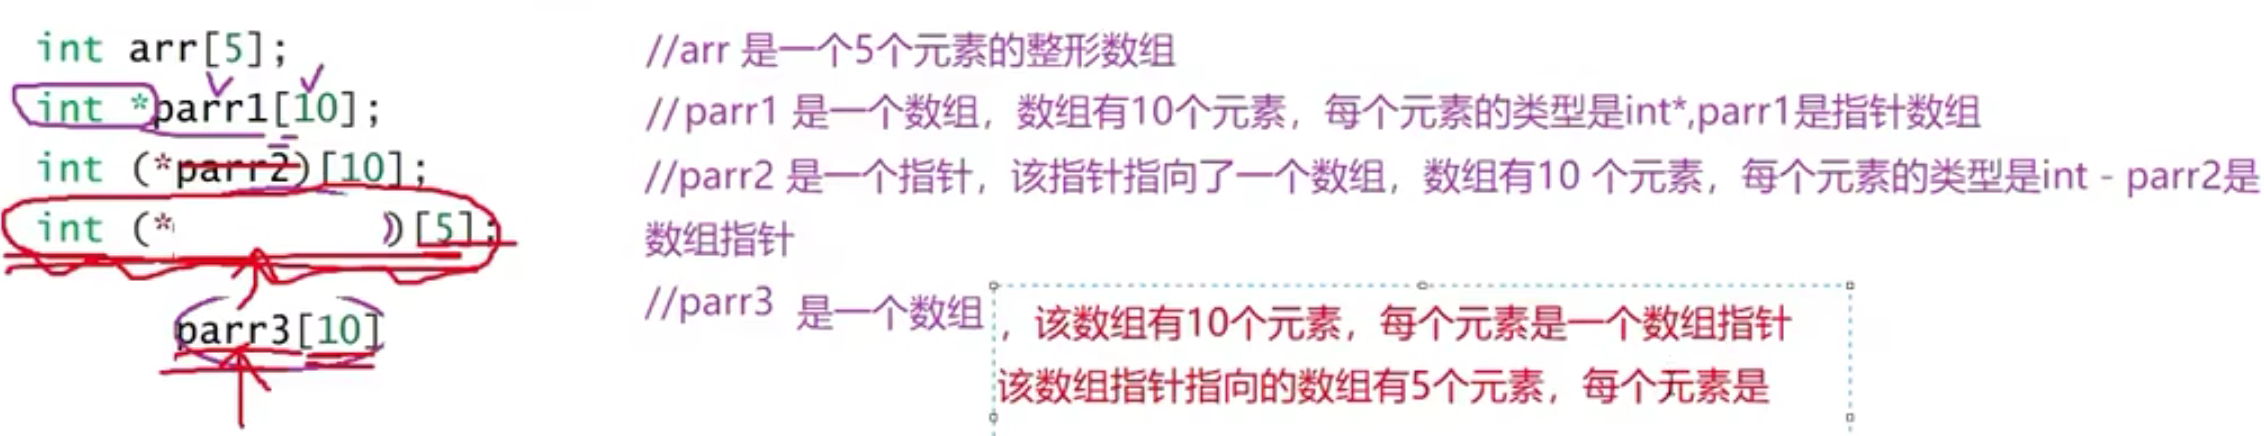 int arr[5];
//arr 是一个5个元素的整形数组
int *parr1[10];
//parr1 是一个数组，数组有10个元素，每个元素的类型是int*,parr1是指针数组
int (*parr2)[10];
//parr2 是一个指针，该指针指向了一个数组，数组有10 个元素，每个元素的类型是int - parr2是
数组指针
int (* )[5];
parr3[10]
//parr3 是一个数组，该数组有10个元素，每个元素是一个数组指针
该数组指针指向的数组有5个元素，每个元素是